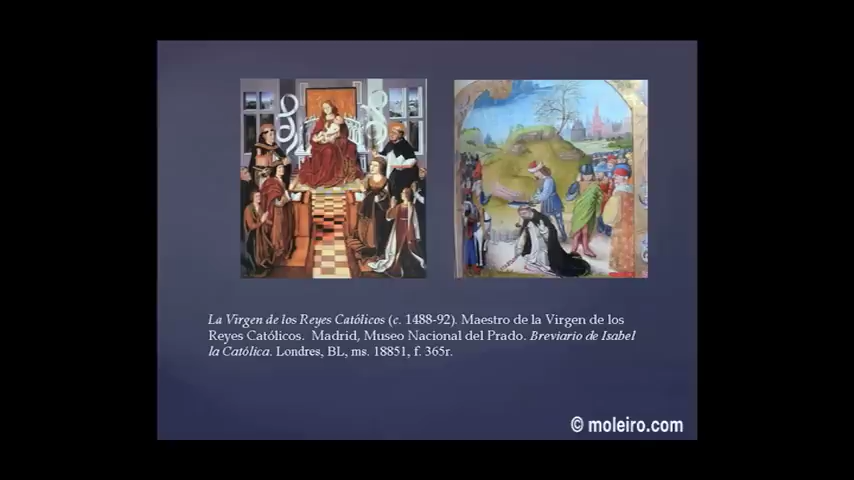 La Virgen de los Reyes Católicos (c. 1488-92). Maestro de la Virgen de los
Reyes Católicos. Madrid, Museo Nacional del Prado. Breviario de Isabel
la Católica. Londres, BL, ms. 18851, f. 365r.
© moleiro.com